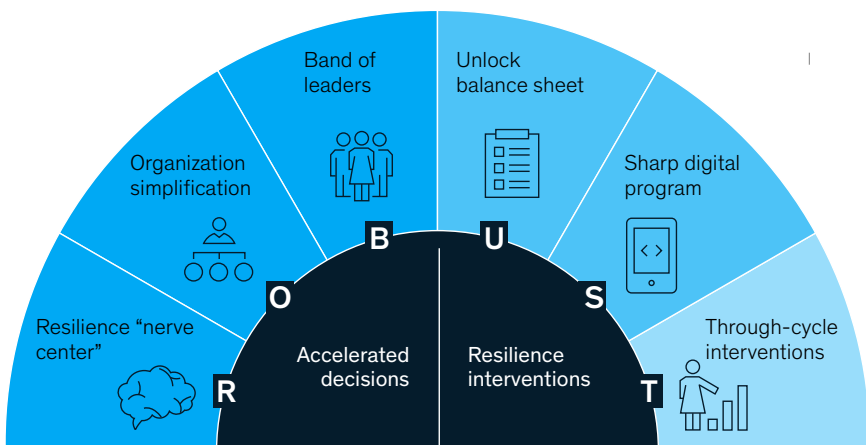 Band of
leaders
Unlock
balance sheet
Organization
simplification
Sharp digital
program
Resilience “nerve
center”
Through-cycle
interventions
R
O
B
U
S
T
Accelerated
decisions
Resilience
interventions